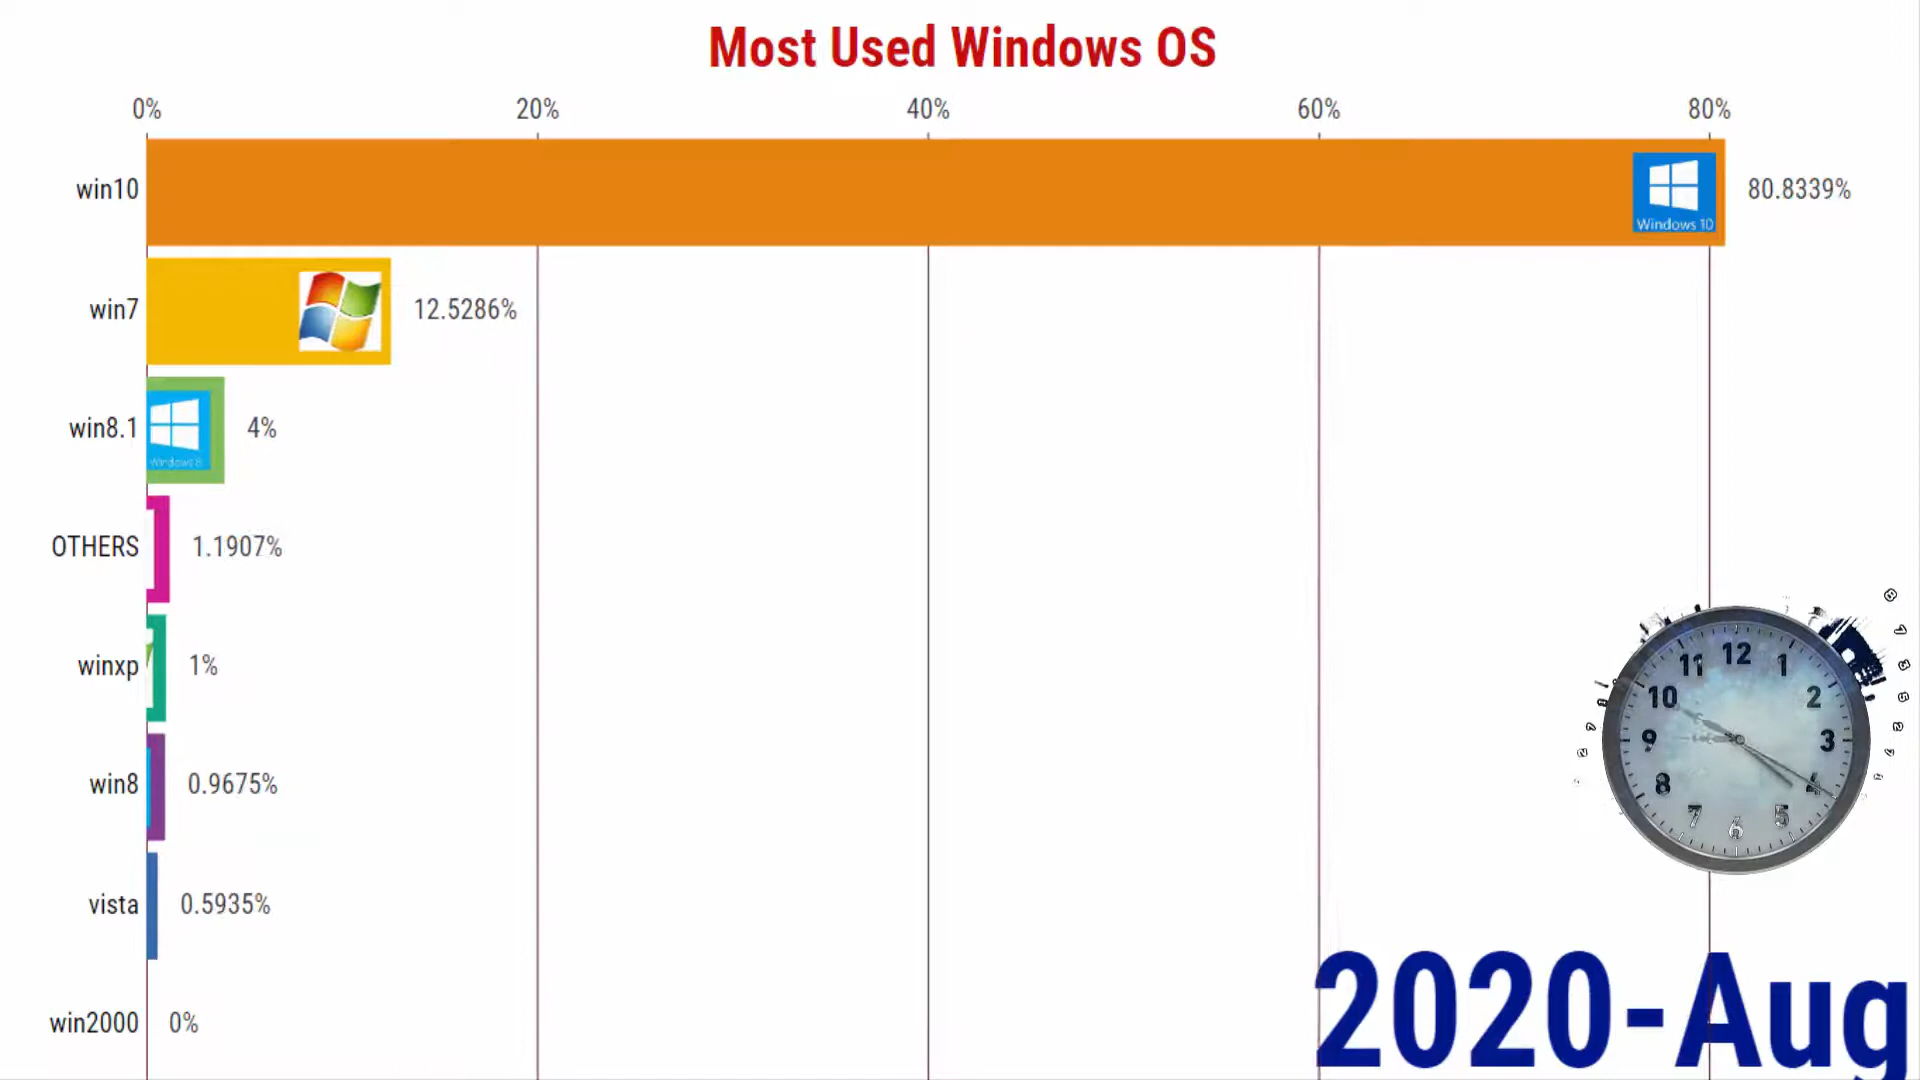 Most Used Windows OS
0% 20% 40% 60% 80%
win10 Windows 10 80.8339%
win7 12.5286%
win8.1 Windows 8 4%
OTHERS 1.1907%
winxp 1%
win8 0.9675%
vista 0.5935%
win2000 0%
12
11 1
10 2
9 3
8 4
7 5
6
2020-Aug